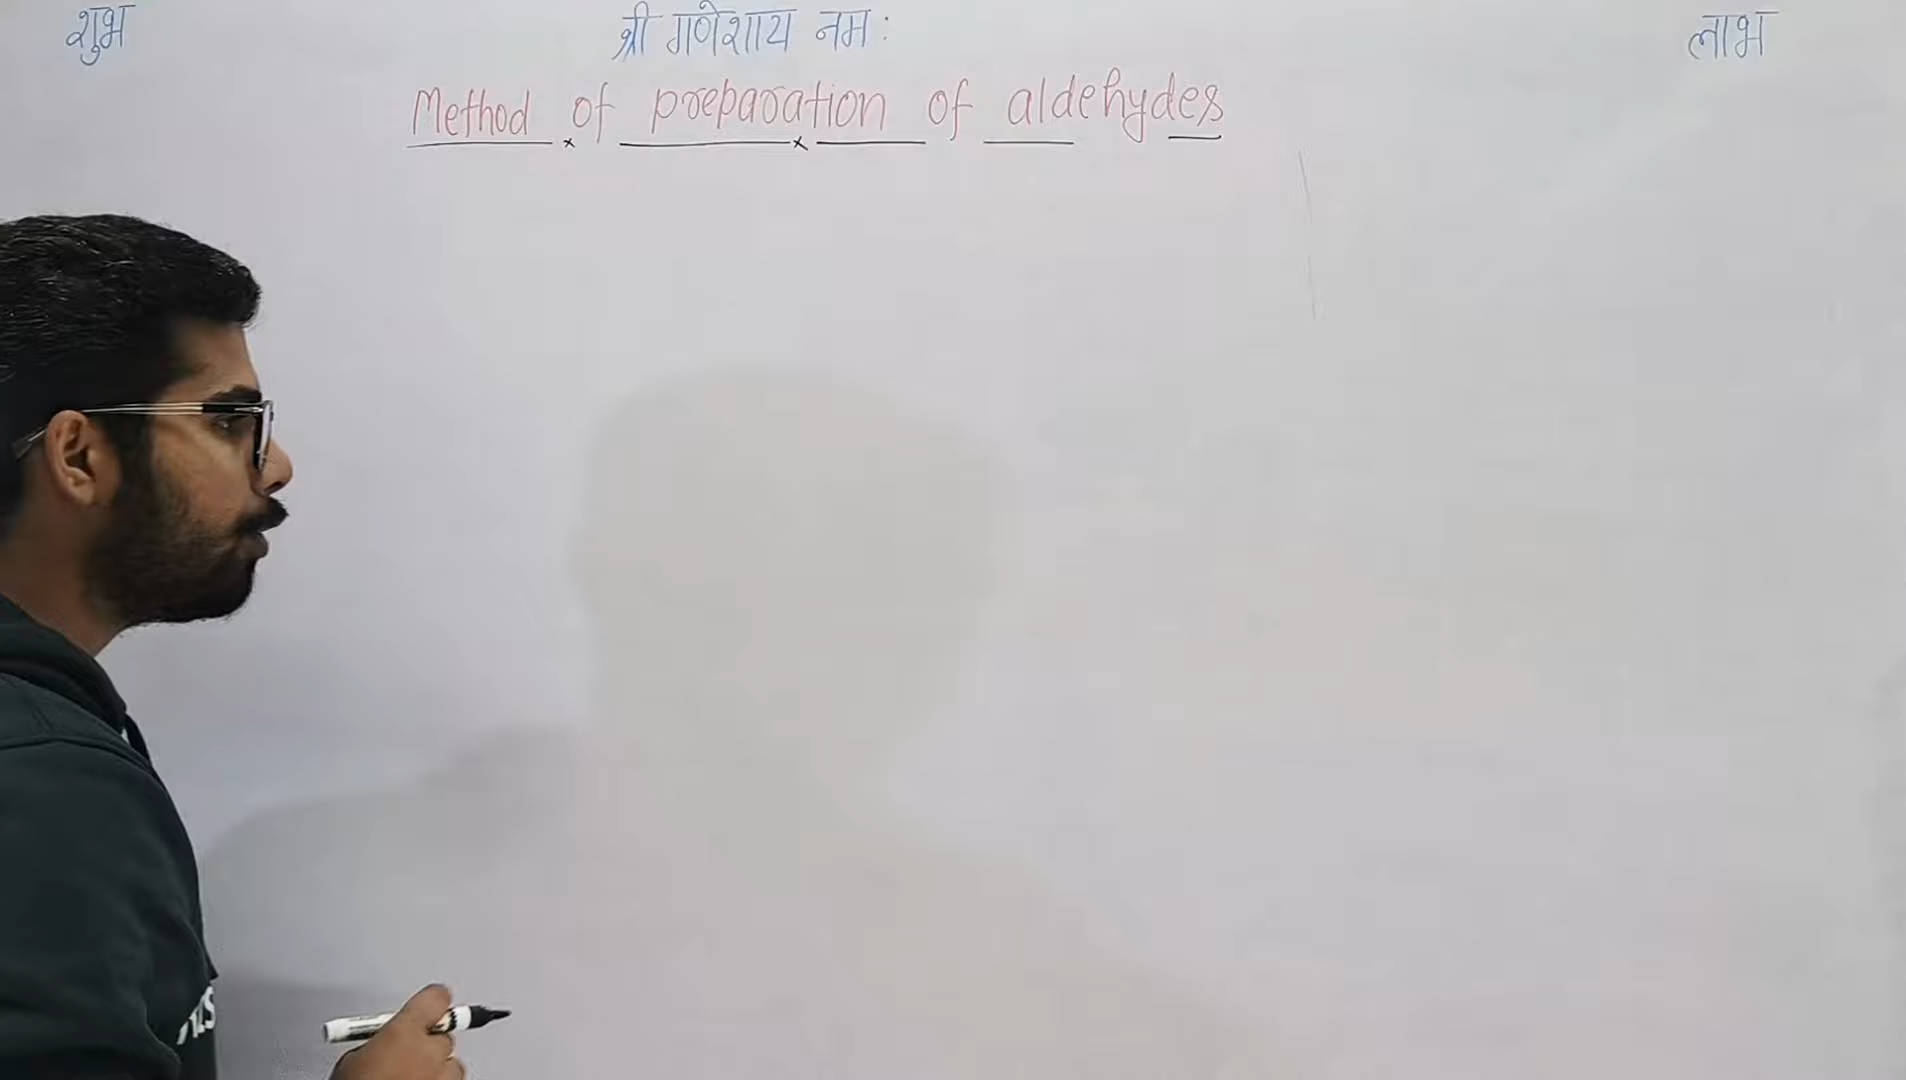 शुभ श्री गणेशाय नम: लाभ
Method of preparation of aldehydes